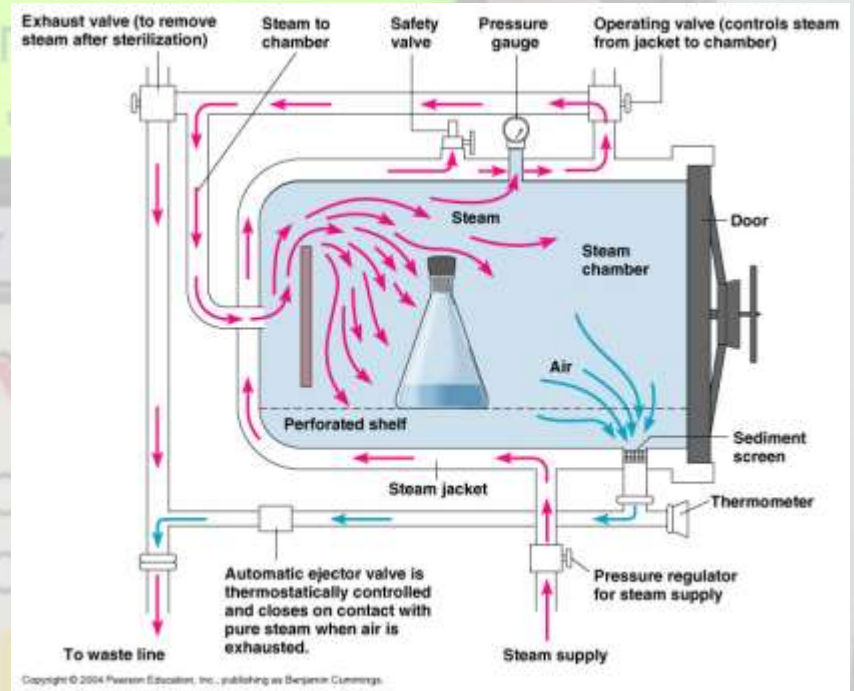 Exhaust valve (to remove
steam after sterilization)
Steam to
chamber
Safety
valve
Pressure
gauge
Operating valve (controls steam
from jacket to chamber)
Steam
Door
Steam
chamber
Air
Perforated shelf
Sediment
screen
Steam jacket
Thermometer
Automatic ejector valve is
thermostatically controlled
and closes on contact with
pure steam when air is
exhausted.
Pressure regulator
for steam supply
To waste line
Steam supply
Copyright © 2004 Pearson Education, Inc., publishing as Benjamin Cummings.